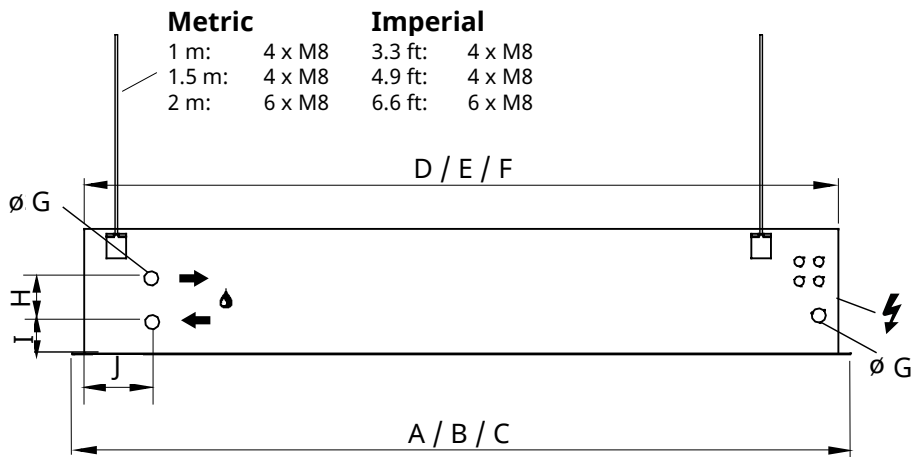 Metric Imperial
1 m: 4 x M8 3.3 ft: 4 x M8
1.5 m: 4 x M8 4.9 ft: 4 x M8
2 m: 6 x M8 6.6 ft: 6 x M8
D / E / F
ø G
H
I
J
ø G
A / B / C